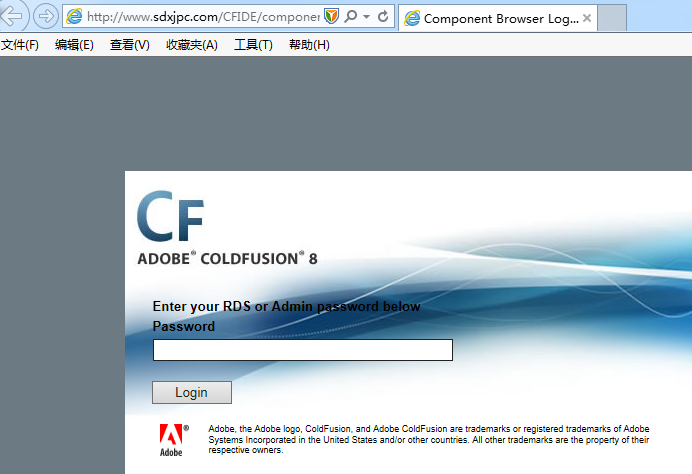 http://www.sdxjpc.com/CFIDE/componer
Component Browser Log...
文件(F) 编辑(E) 查看(V) 收藏夹(A) 工具(T) 帮助(H)
CF
ADOBE® COLDFUSION® 8
Enter your RDS or Admin password below
Password
Login
Adobe, the Adobe logo, ColdFusion, and Adobe ColdFusion are trademarks or registered trademarks of Adobe
Systems Incorporated in the United States and/or other countries. All other trademarks are the property of their
respective owners.
Adobe